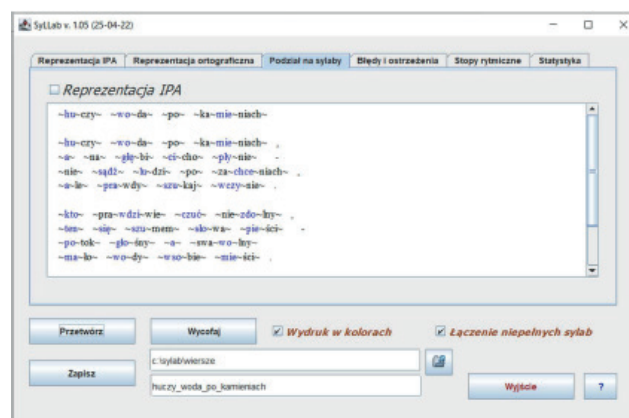 SylLab v. 1.05 (25-04-22)
Reprezentacja IPA Reprezentacja ortograficzna Podział na sylaby Błędy i ostrzeżenia Stopy rytmiczne Statystyka
Reprezentacja IPA
~hu~czy~ ~wo~da~ ~po~ ~ka~mie~niach~
~hu~czy~ ~wo~da~ ~po~ ~ka~mie~niach~ ,
~a~ ~na~ ~głę~bi~ ~ci~cho~ ~pły~nie~ -
~nie~ ~sądź~ ~lu~dzi~ ~po~ ~za~chce~niach~ ,
~a~le~ ~pra~wdy~ ~szu~kaj~ ~wczy~nie~ .
~kto~ ~pra~wdzi~wie~ ~czuć~ ~nie~zdo~lny~ ,
~ten~ ~się~ ~szu~mem~ ~sło~wa~ ~pie~ści~ -
~po~tok~ ~gło~śny~ ~a~ ~swa~wo~lny~
~ma~ło~ ~wo~dy~ ~wso~bie~ ~mie~ści~ .
Przetwórz Wycofaj Wydruk w kolorach Łączenie niepełnych sylab
Zapisz c:\sylab\wiersze
huczy_woda_po_kamieniach Wyjście ?